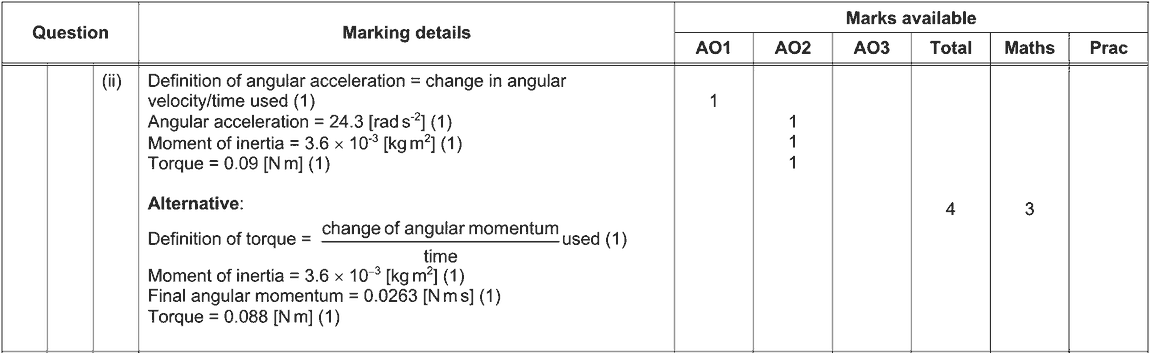 Question Marking details Marks available
AO1 AO2 AO3 Total Maths Prac
(ii) Definition of angular acceleration = change in angular
velocity/time used (1) 1
Angular acceleration = 24.3 [rad s⁻²] (1) 1
Moment of inertia = 3.6 × 10⁻³ [kg m²] (1) 1
Torque = 0.09 [N m] (1) 1
Alternative:
4 3
Definition of torque = change of angular momentum / time used (1)
Moment of inertia = 3.6 × 10⁻³ [kg m²] (1)
Final angular momentum = 0.0263 [N m s] (1)
Torque = 0.088 [N m] (1)